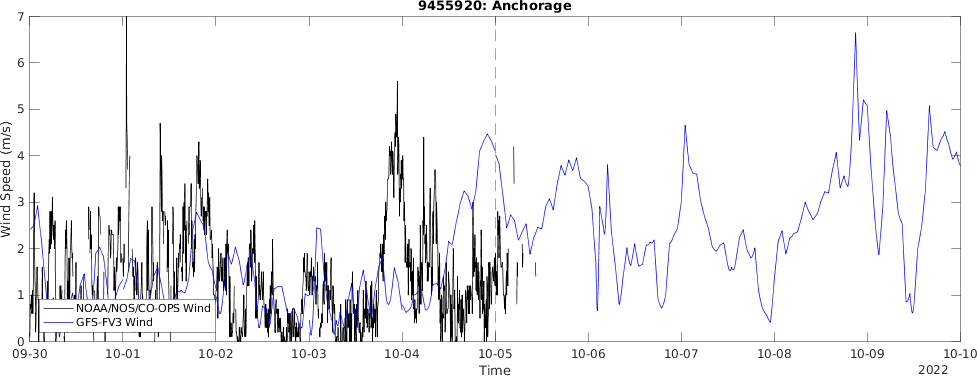 9455920: Anchorage
7
6
5
4
3
2
1
0
Wind Speed (m/s)
NOAA/NOS/CO-OPS Wind
GFS-FV3 Wind
09-30 10-01 10-02 10-03 10-04 10-05 10-06 10-07 10-08 10-09 10-10
Time
2022